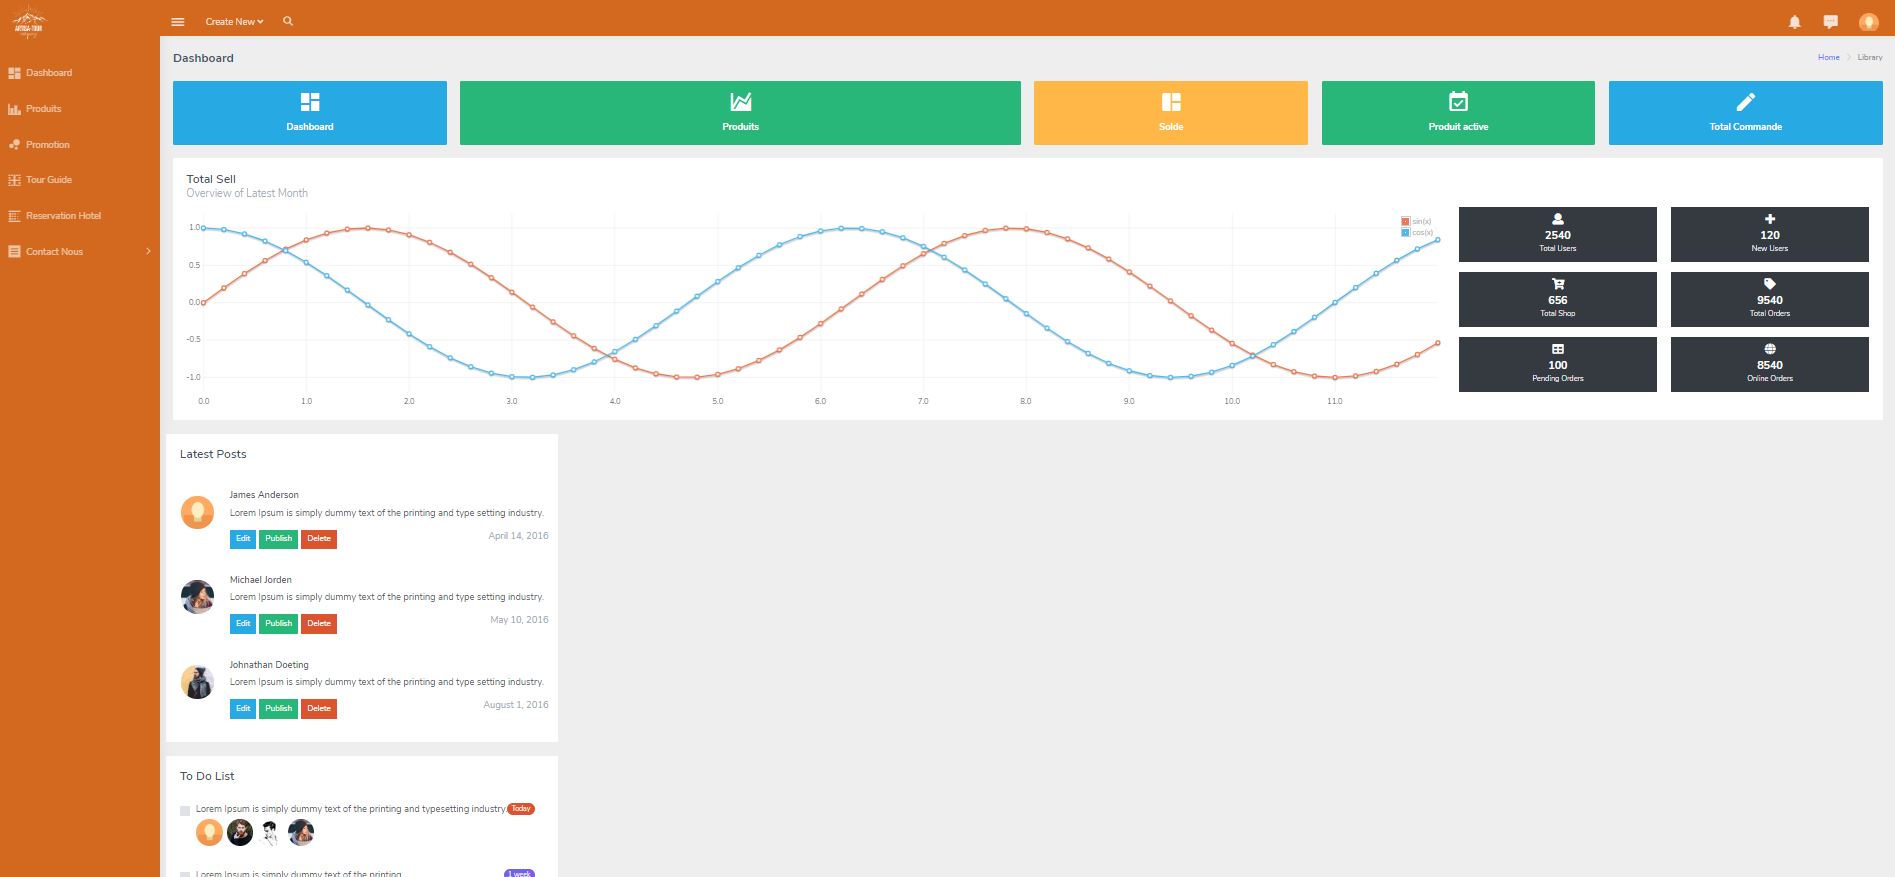 ARTISA-TOUR
Create New
Dashboard
Produits
Promotion
Tour Guide
Reservation Hotel
Contact Nous
Dashboard
Home
Library
Dashboard
Produits
Solde
Produit active
Total Commande
Total Sell
Overview of Latest Month
sin(x)
cos(x)
1.0
0.5
0.0
-0.5
-1.0
0.0 1.0 2.0 3.0 4.0 5.0 6.0 7.0 8.0 9.0 10.0 11.0
2540
Total Users
120
New Users
656
Total Shop
9540
Total Orders
100
Pending Orders
8540
Online Orders
Latest Posts
James Anderson
Lorem Ipsum is simply dummy text of the printing and type setting industry.
Edit Publish Delete April 14, 2016
Michael Jorden
Lorem Ipsum is simply dummy text of the printing and type setting industry.
Edit Publish Delete May 10, 2016
Johnathan Doeting
Lorem Ipsum is simply dummy text of the printing and type setting industry.
Edit Publish Delete August 1, 2016
To Do List
Lorem Ipsum is simply dummy text of the printing and typesetting industry. Today
Lorem Ipsum is simply dummy text of the printing 1 week